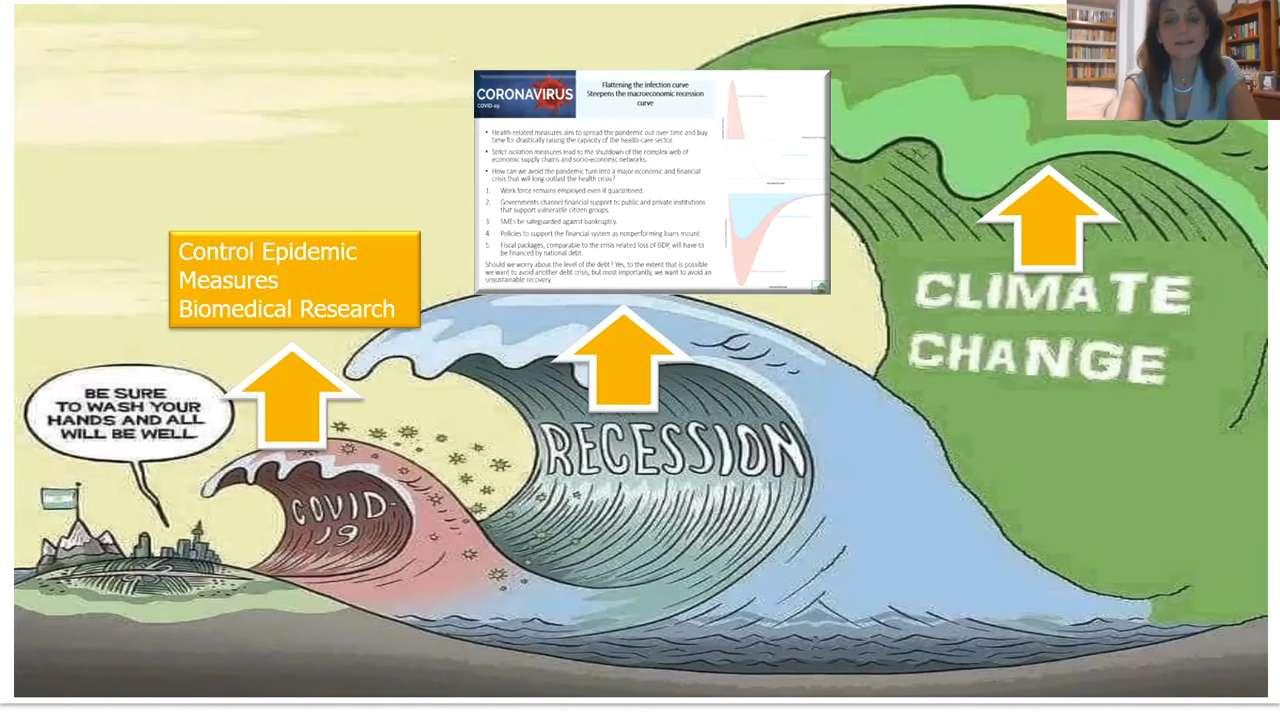 CORONAVIRUS
COVID-19
Flattening the infection curve
Steepens the macroeconomic recession
curve
• Health-related measures aim to spread the pandemic out over time and buy
time for drastically raising the capacity of the health-care sector.
• Strict isolation measures lead to the shutdown of the complex web of
economic supply chains and socio-economic networks.
• How can we avoid the pandemic turn into a major economic and financial
crisis that will long outlast the health crisis?
1. Work force remains employed even if quarantined.
2. Governments channel financial support to public and private institutions
that support vulnerable citizen groups.
3. SMEs be safeguarded against bankruptcy.
4. Policies to support the financial system as nonperforming loans mount.
5. Fiscal packages, comparable to the crisis related loss of GDP, will have to
be financed by national debt.
Should we worry about the level of the debt? Yes, to the extent that is possible
we want to avoid another debt crisis, but most importantly, we want to avoid an
unsustainable recovery.
Control Epidemic
Measures
Biomedical Research
BE SURE
TO WASH YOUR
HANDS AND ALL
WILL BE WELL
COVID-
19
RECESSION
CLIMATE
CHANGE